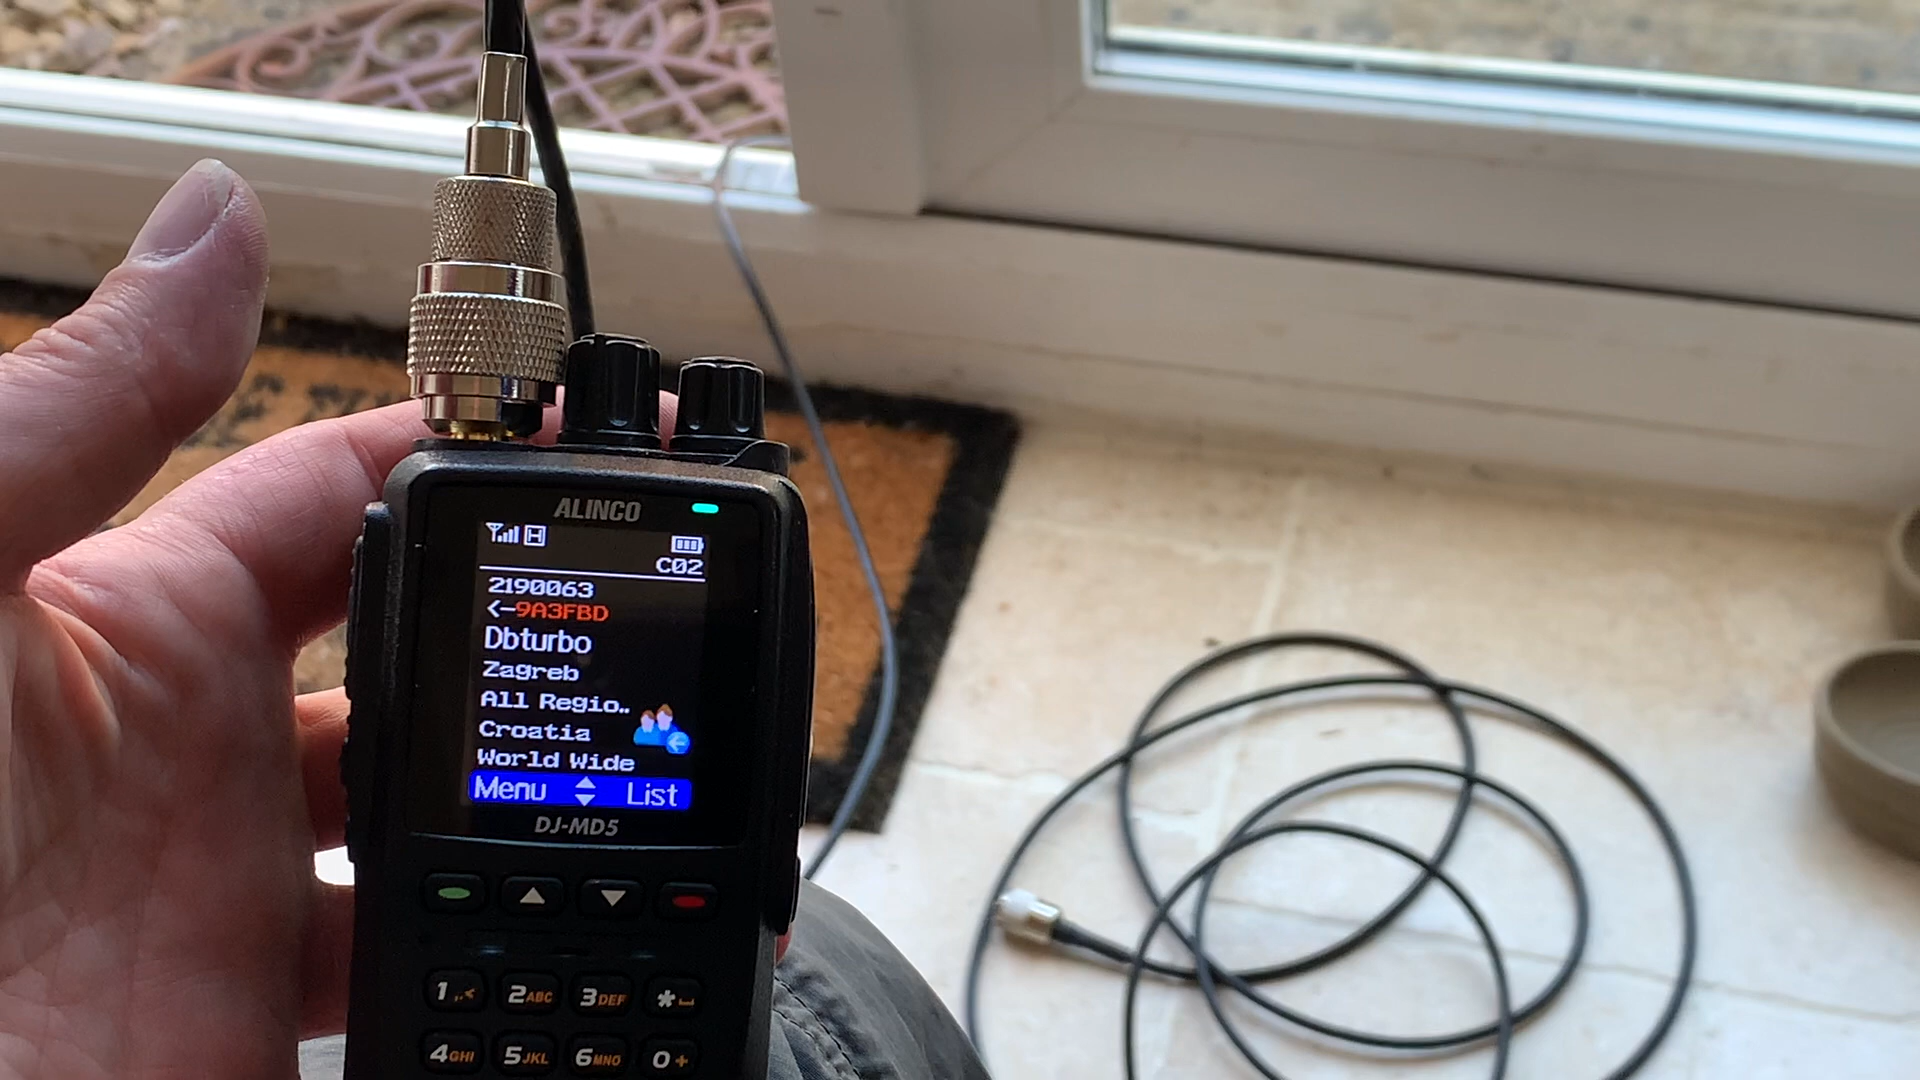 ALINCO
C02
2190063
<-9A3FBD
Dbturbo
Zagreb
All Regio..
Croatia
World Wide
Menu List
DJ-MD5
1.,< 2ABC 3DEF *
4GHI 5JKL 6MNO 0+